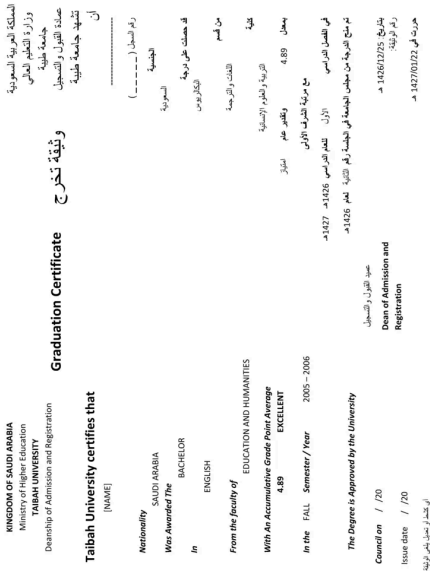 KINGDOM OF SAUDI ARABIA
Ministry of Higher Education
TAIBAH UNIVERSITY
Deanship of Admission and Registration
المملكة العربية السعودية
وزارة التعليم العالي
جامعة طيبة
عمادة القبول والتسجيل
Graduation Certificate
وثيقة تخرج
Taibah University certifies that
تشهد جامعة طيبة
أن
[NAME]
رقم السجل ( _ _ _ _ _ )
Nationality
الجنسية
SAUDI ARABIA
السعودية
Was Awarded The
قد حصلت على درجة
BACHELOR
البكالريوس
In
من قسم
ENGLISH
اللغات والترجمة
From the faculty of
كلية
EDUCATION AND HUMANITIES
التربية والعلوم الإنسانية
With An Accumulative Grade Point Average
بمعدل 4.89 وتقدير عام امتياز
4.89 EXCELLENT
مع مرتبة الشرف الأولى
In the FALL Semester / Year 2005 – 2006
في الفصل الدراسي الأول للعام الدراسي 1426هـ 1427هـ
The Degree is Approved by the University
تم منح الدرجة من مجلس الجامعة في الجلسة رقم الثانية لعام 1426هـ
Council on / /20
بتاريخ: 1426/12/25 هـ
Issue date / /20
رقم الوثيقة:
حررت في 1427/01/22 هـ
عميد القبول والتسجيل
Dean of Admission and
Registration
أي كشط أو تعديل يلغي الوثيقة